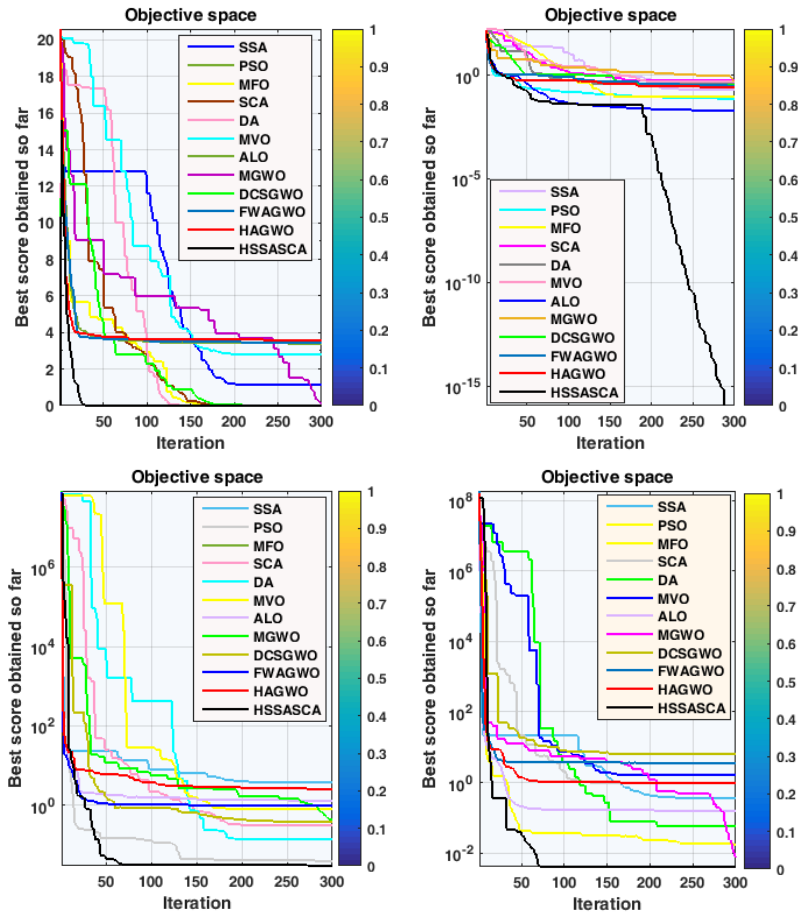 Objective space
Best score obtained so far
20
18
16
14
12
10
8
6
4
2
0
50
100
150
200
250
300
Iteration
SSA
PSO
MFO
SCA
DA
MVO
ALO
MGWO
DCSGWO
FWAGWO
HAGWO
HSSASCA
1
0.9
0.8
0.7
0.6
0.5
0.4
0.3
0.2
0.1
0
Objective space
Best score obtained so far
10^0
10^-5
10^-10
10^-15
50
100
150
200
250
300
Iteration
SSA
PSO
MFO
SCA
DA
MVO
ALO
MGWO
DCSGWO
FWAGWO
HAGWO
HSSASCA
1
0.9
0.8
0.7
0.6
0.5
0.4
0.3
0.2
0.1
0
Objective space
Best score obtained so far
10^6
10^4
10^2
10^0
50
100
150
200
250
300
Iteration
SSA
PSO
MFO
SCA
DA
MVO
ALO
MGWO
DCSGWO
FWAGWO
HAGWO
HSSASCA
1
0.9
0.8
0.7
0.6
0.5
0.4
0.3
0.2
0.1
0
Objective space
Best score obtained so far
10^8
10^6
10^4
10^2
10^0
10^-2
50
100
150
200
250
300
Iteration
SSA
PSO
MFO
SCA
DA
MVO
ALO
MGWO
DCSGWO
FWAGWO
HAGWO
HSSASCA
1
0.9
0.8
0.7
0.6
0.5
0.4
0.3
0.2
0.1
0